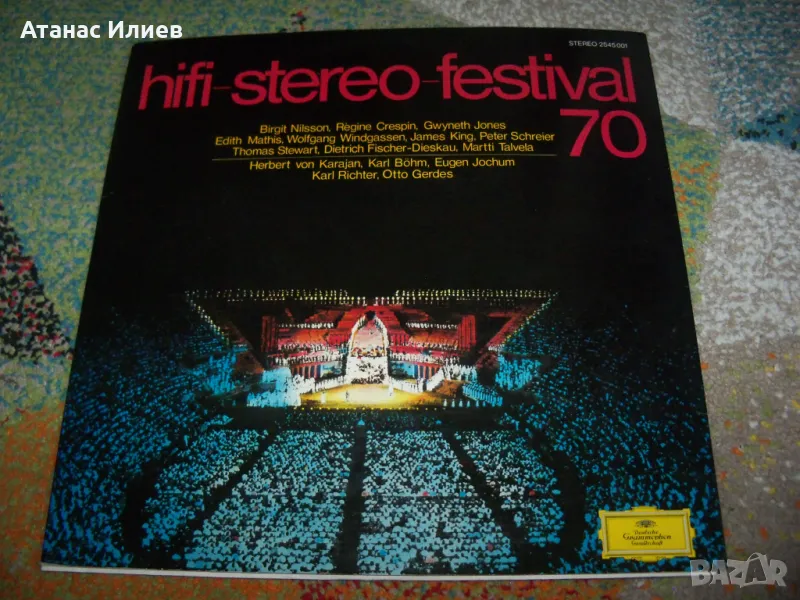 Атанас Илиев
STEREO 2545 001
hifi-stereo-festival
70
Birgit Nilsson, Règine Crespin, Gwyneth Jones
Edith Mathis, Wolfgang Windgassen, James King, Peter Schreier
Thomas Stewart, Dietrich Fischer-Dieskau, Martti Talvela
Herbert von Karajan, Karl Böhm, Eugen Jochum
Karl Richter, Otto Gerdes
Deutsche
Grammophon
Gesellschaft
BAZAR